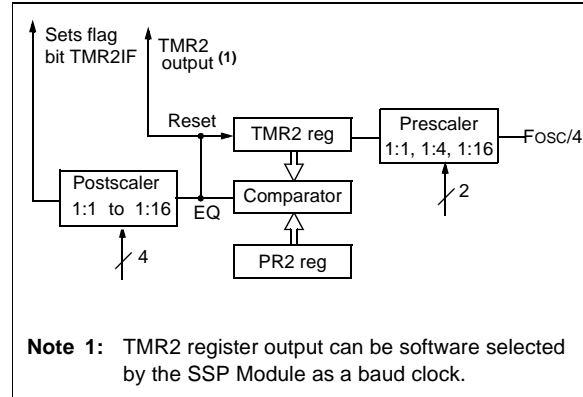 Sets flag
bit TMR2IF
TMR2
output (1)
Reset
TMR2 reg
Prescaler
1:1, 1:4, 1:16
FOSC/4
2
Postscaler
1:1 to 1:16
EQ
Comparator
4
PR2 reg
Note 1: TMR2 register output can be software selected
by the SSP Module as a baud clock.